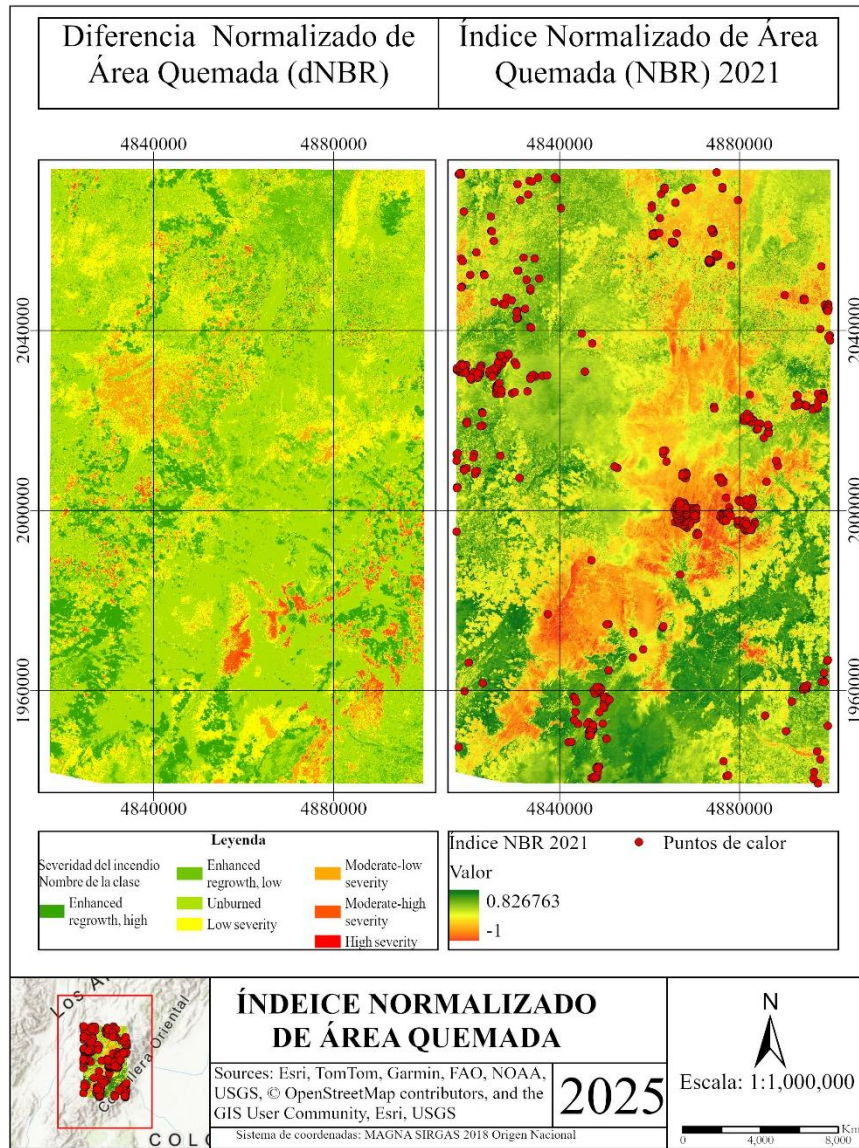 Diferencia Normalizado de
Área Quemada (dNBR)
Índice Normalizado de Área
Quemada (NBR) 2021
4840000
4880000
4840000
4880000
2040000
2000000
1960000
2040000
2000000
1960000
4840000
4880000
4840000
4880000
Leyenda
Severidad del incendio
Nombre de la clase
Enhanced
regrowth, high
Enhanced
regrowth, low
Unburned
Low severity
Moderate-low
severity
Moderate-high
severity
High severity
Índice NBR 2021
Valor
0.826763
-1
Puntos de calor
Los
Oriental
COLO
ÍNDEICE NORMALIZADO
DE ÁREA QUEMADA
Sources: Esri, TomTom, Garmin, FAO, NOAA,
USGS, © OpenStreetMap contributors, and the
GIS User Community, Esri, USGS
2025
Sistema de coordenadas: MAGNA SIRGAS 2018 Origen Nacional
N
Escala: 1:1,000,000
Km
0 4,000 8,000